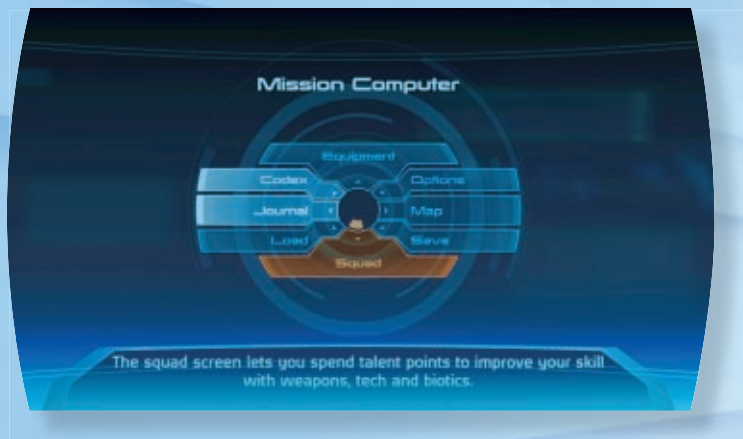 Mission Computer
Equipment
Codex
Options
Journal
Map
Load
Save
Squad
The squad screen lets you spend talent points to improve your skill
with weapons, tech and biotics.